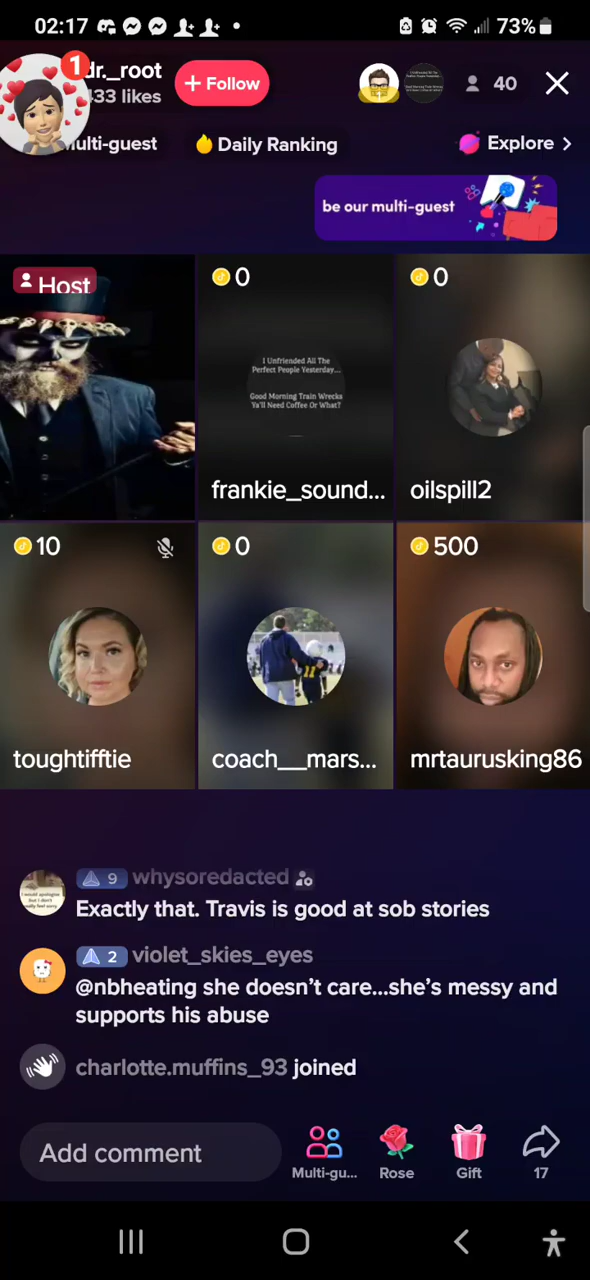 02:17
73%
1
dr._root
+ Follow
433 likes
40
Multi-guest
Daily Ranking
Explore >
be our multi-guest
Host
0
0
I Unfriended All The
Perfect People Yesterday...
Good Morning Train Wrecks
Ya'll Need Coffee Or What?
frankie_sound...
oilspill2
10
0
500
11
toughtifftie
coach__mars...
mrtaurusking86
9 whysoredacted
Exactly that. Travis is good at sob stories
2 violet_skies_eyes
@nbheating she doesn't care...she's messy and
supports his abuse
charlotte.muffins_93 joined
Add comment
Multi-gu...
Rose
Gift
17